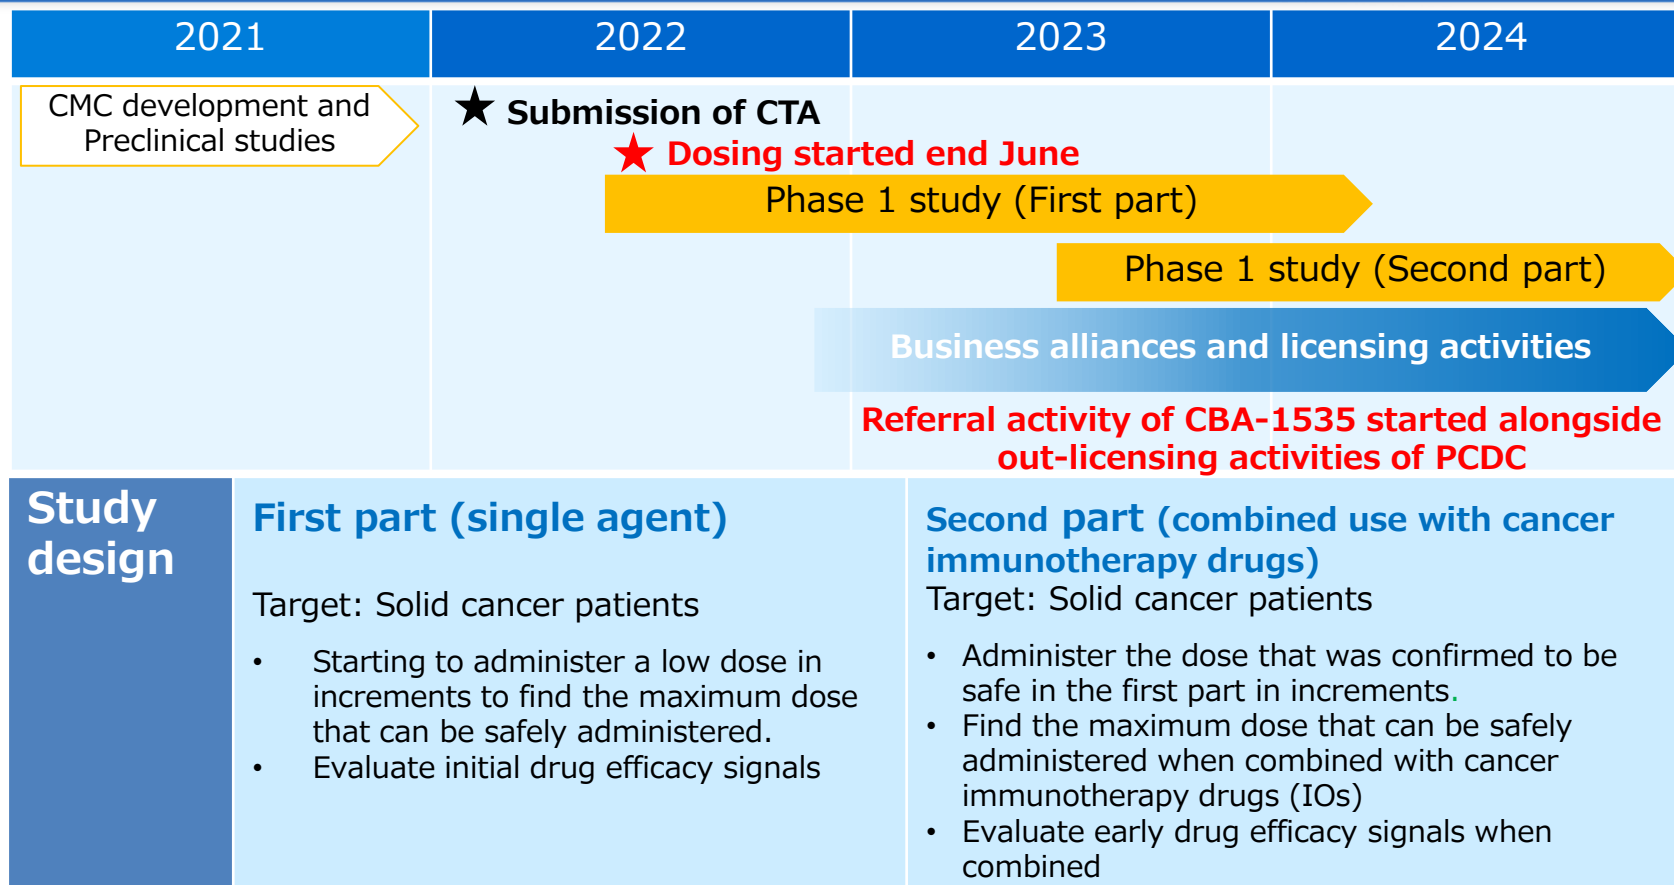 2021
2022
2023
2024
CMC development and
Preclinical studies
★ Submission of CTA
★ Dosing started end June
Phase 1 study (First part)
Phase 1 study (Second part)
Business alliances and licensing activities
Referral activity of CBA-1535 started alongside
out-licensing activities of PCDC
Study
design
First part (single agent)
Target: Solid cancer patients
• Starting to administer a low dose in
increments to find the maximum dose
that can be safely administered.
• Evaluate initial drug efficacy signals
Second part (combined use with cancer
immunotherapy drugs)
Target: Solid cancer patients
• Administer the dose that was confirmed to be
safe in the first part in increments.
• Find the maximum dose that can be safely
administered when combined with cancer
immunotherapy drugs (IOs)
• Evaluate early drug efficacy signals when
combined